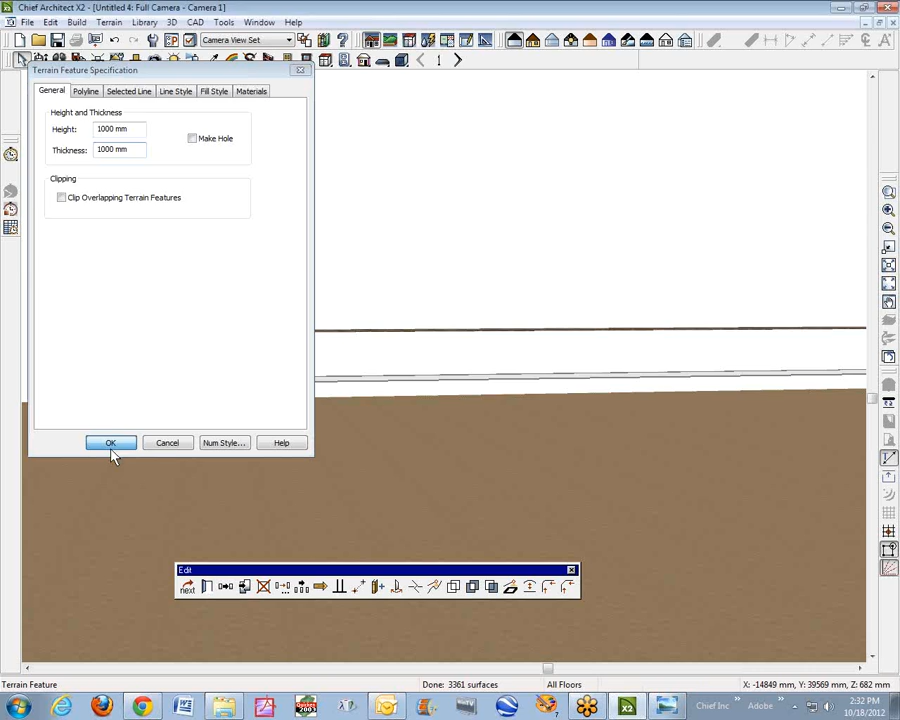 Chief Architect X2 - [Untitled 4: Full Camera - Camera 1]
File Edit Build Terrain Library 3D CAD Tools Window Help
Camera View Set
1
Terrain Feature Specification
General Polyline Selected Line Line Style Fill Style Materials
Height and Thickness
Height: 1000 mm
Make Hole
Thickness: 1000 mm
Clipping
Clip Overlapping Terrain Features
OK Cancel Num Style... Help
Edit
next
Terrain Feature
Done: 3361 surfaces
All Floors
X: -14849 mm, Y: 39569 mm, Z: 682 mm
Chief Inc
Adobe
2:32 PM
10/18/2012